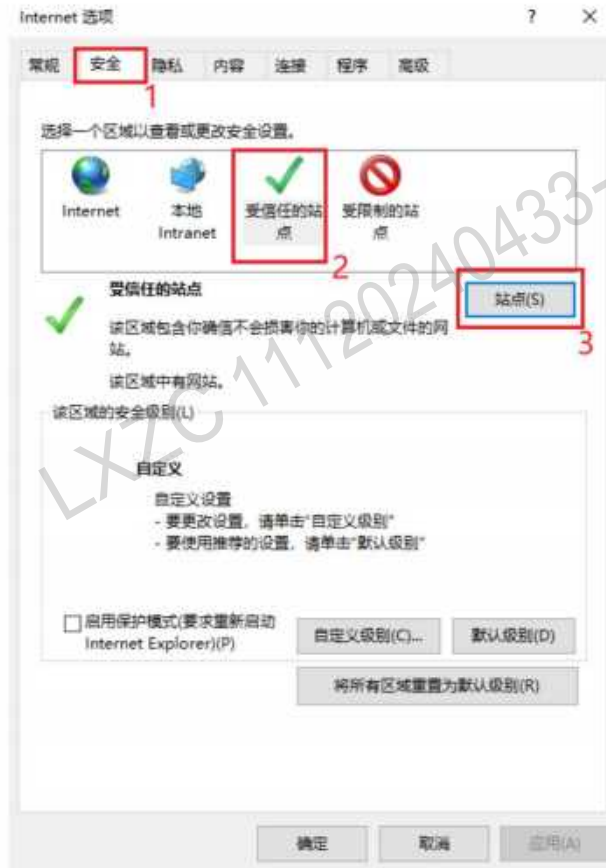 Internet 选项
? ×
常规 安全 隐私 内容 连接 程序 高级
1
选择一个区域以查看或更改安全设置。
Internet
本地
Intranet
受信任的站
点
受限制的站
点
2
受信任的站点
站点(S)
3
该区域包含你确信不会损害你的计算机或文件的网
站。
该区域中有网站。
该区域的安全级别(L)
自定义
自定义设置
- 要更改设置，请单击"自定义级别"
- 要使用推荐的设置，请单击"默认级别"
启用保护模式(要求重新启动
Internet Explorer)(P)
自定义级别(C)... 默认级别(D)
将所有区域重置为默认级别(R)
确定 取消 应用(A)
LXZC 11120240433-